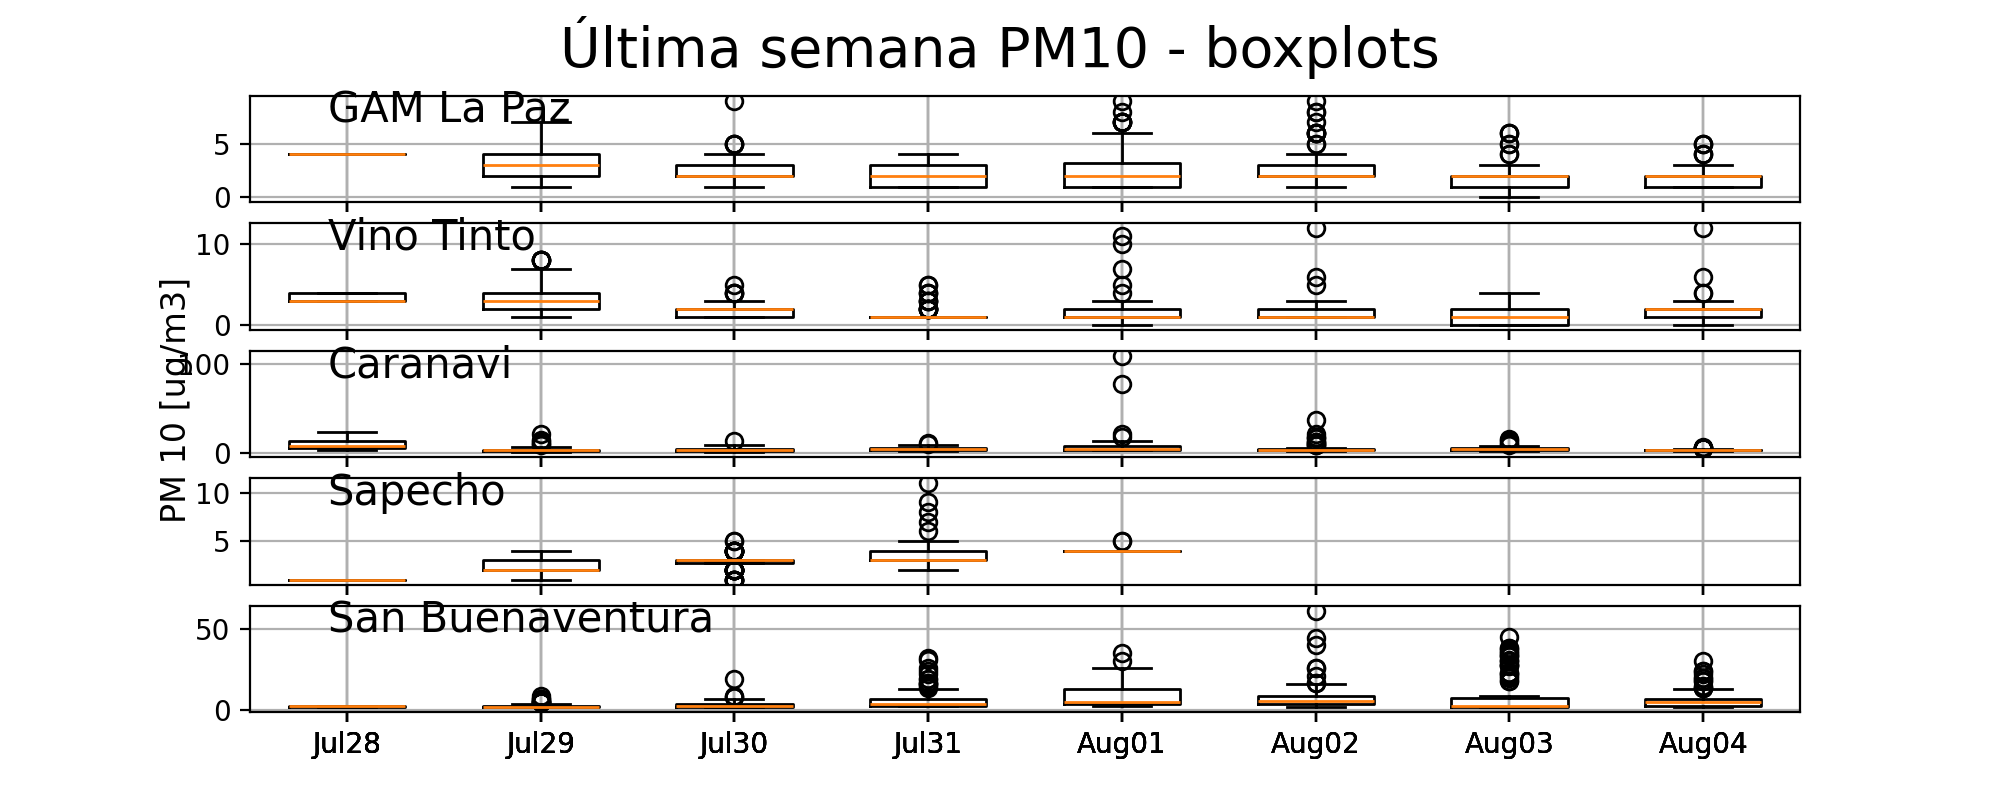 Última semana PM10 - boxplots
GAM La Paz
5
0
Vino Tinto
10
0
PM 10 [ug/m3]
Caranavi
100
0
Sapecho
10
5
San Buenaventura
50
0
Jul28 Jul29 Jul30 Jul31 Aug01 Aug02 Aug03 Aug04